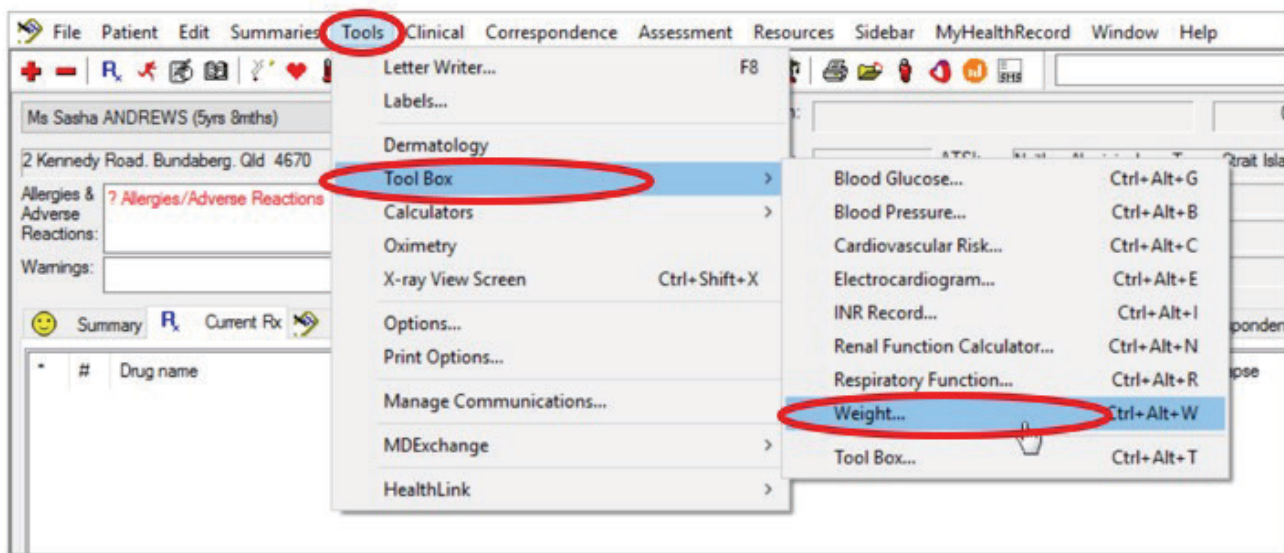 File Patient Edit Summaries Tools Clinical Correspondence Assessment Resources Sidebar MyHealthRecord Window Help
SMS
Ms Sasha ANDREWS (5yrs 8mths)
2 Kennedy Road. Bundaberg. Qld 4670
Allergies & Adverse Reactions:
? Allergies/Adverse Reactions
Warnings:
Summary Rx Current Rx
* # Drug name
Letter Writer... F8
Labels...
Dermatology
Tool Box >
Calculators >
Oximetry
X-ray View Screen Ctrl+Shift+X
Options...
Print Options...
Manage Communications...
MDExchange >
HealthLink >
Blood Glucose... Ctrl+Alt+G
Blood Pressure... Ctrl+Alt+B
Cardiovascular Risk... Ctrl+Alt+C
Electrocardiogram... Ctrl+Alt+E
INR Record... Ctrl+Alt+I
Renal Function Calculator... Ctrl+Alt+N
Respiratory Function... Ctrl+Alt+R
Weight... Ctrl+Alt+W
Tool Box... Ctrl+Alt+T